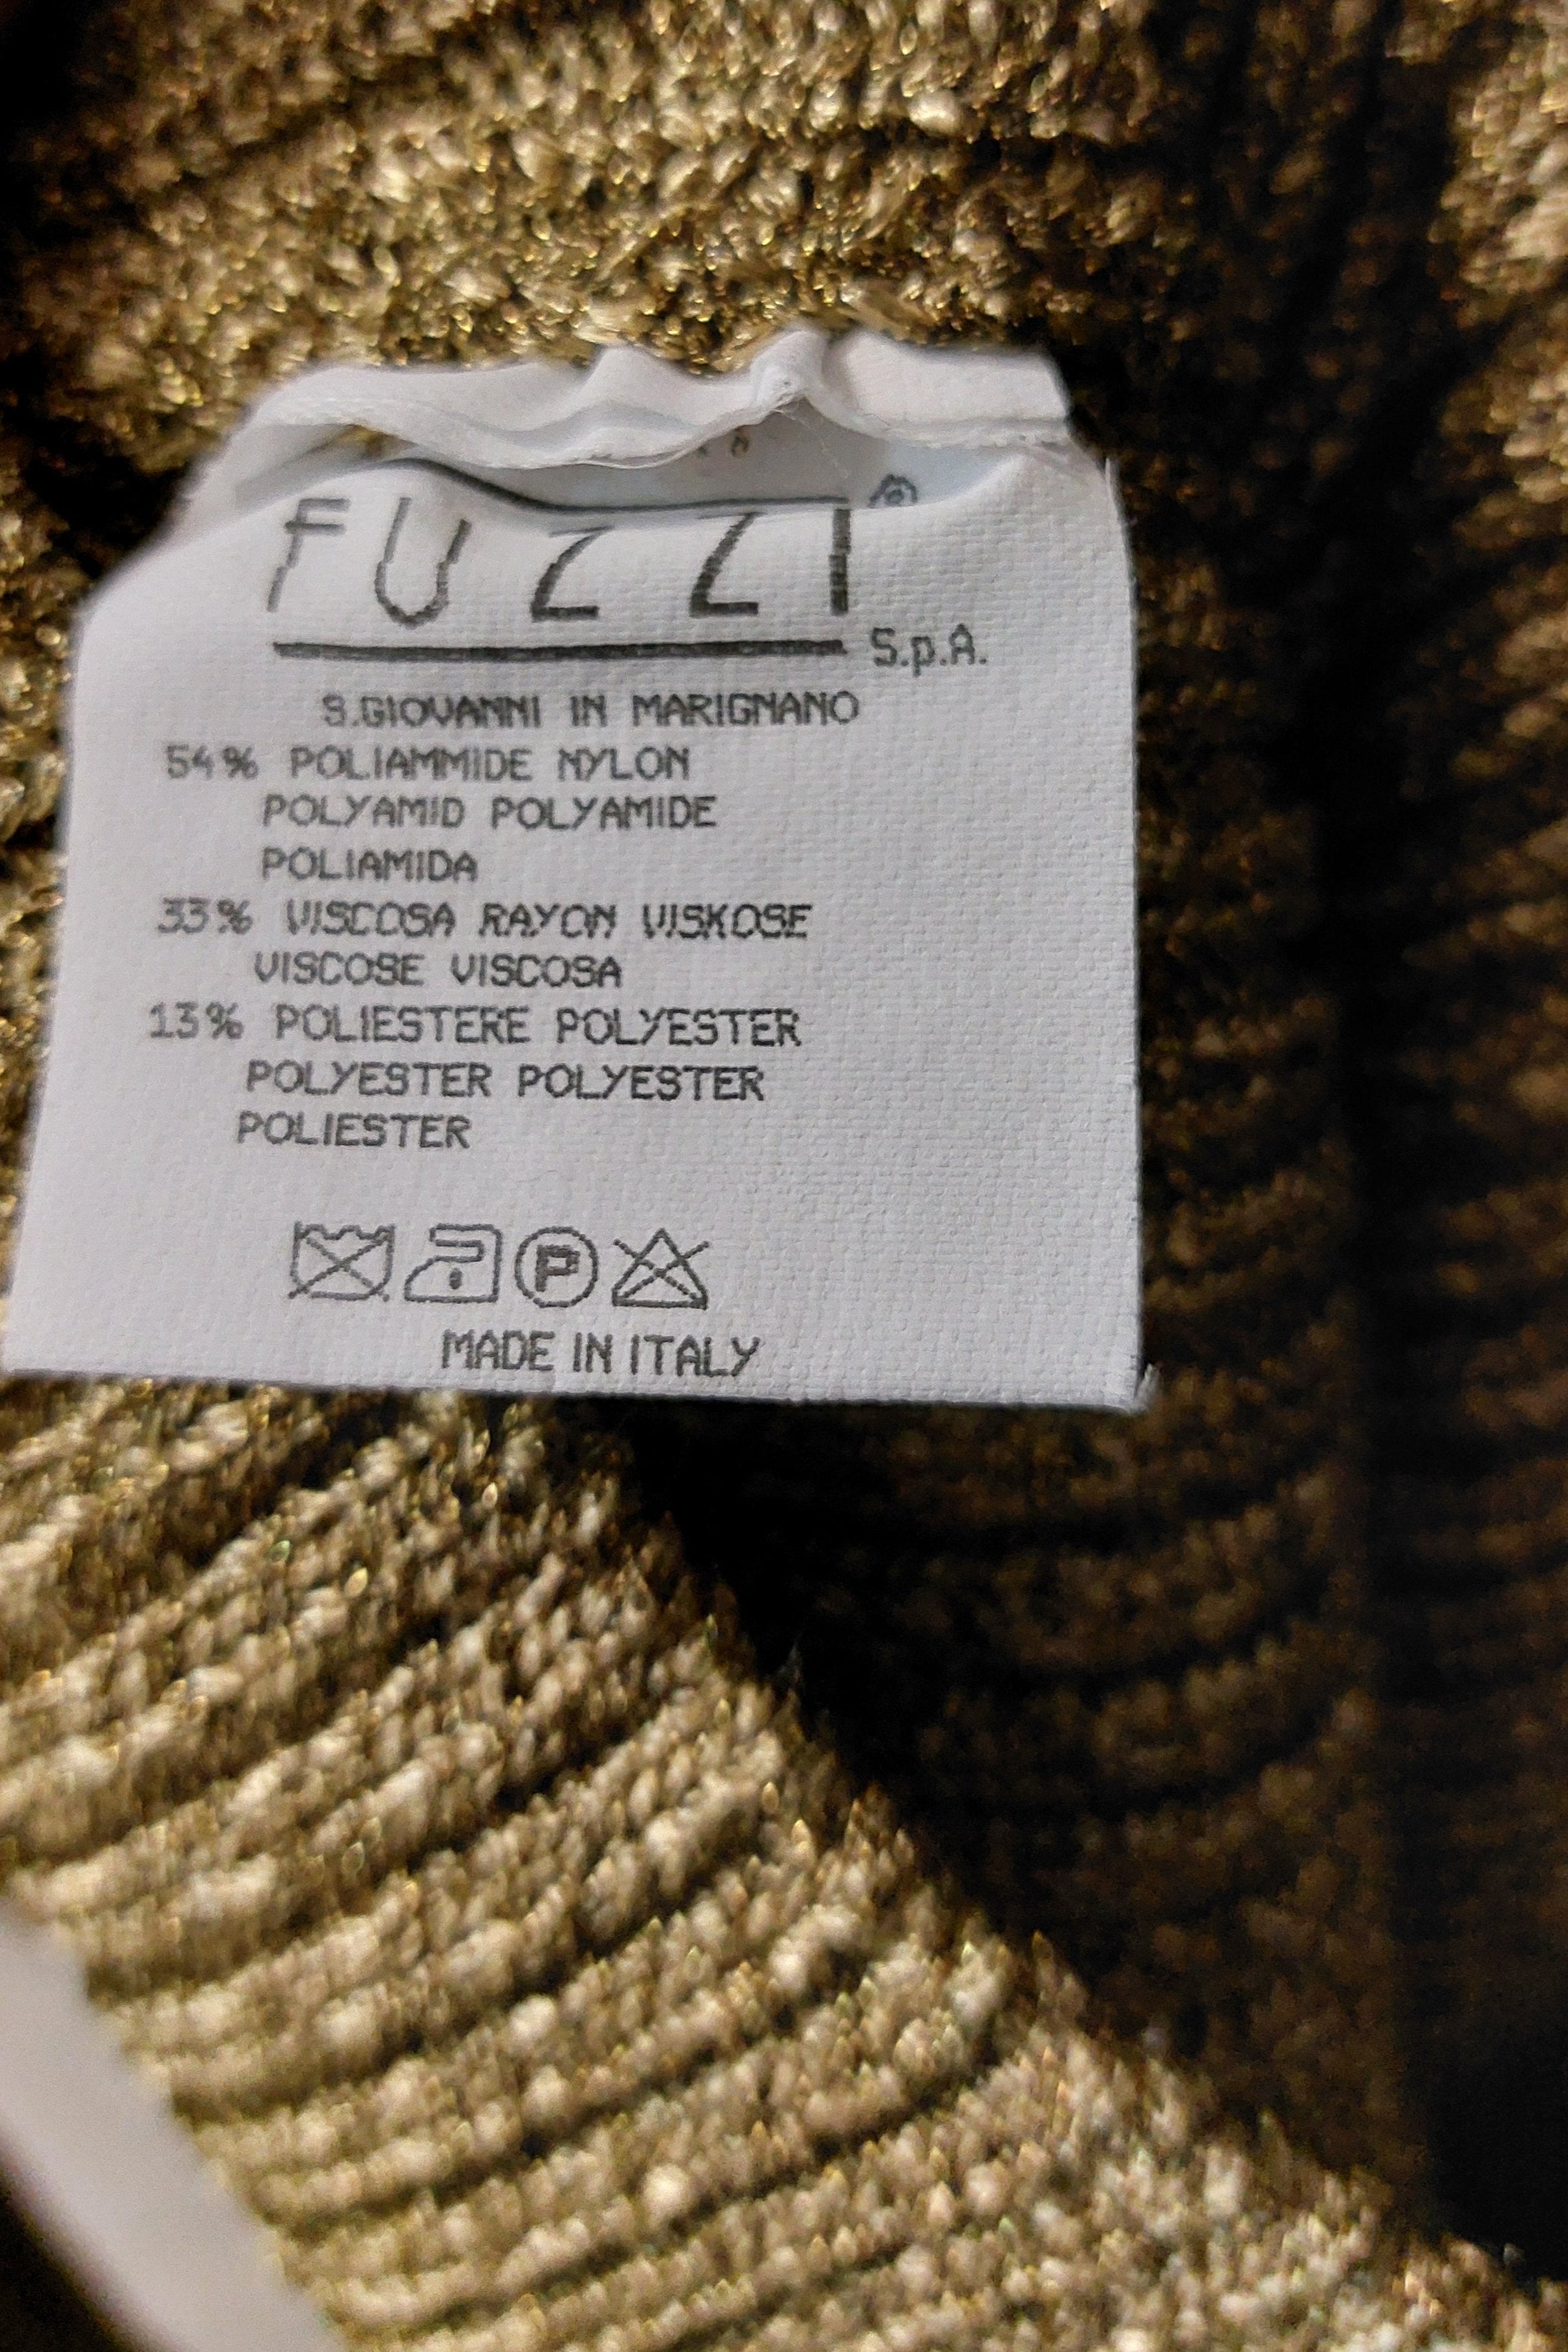 FUZZI®
S.p.A.
S.GIOVANNI IN MARIGNANO
54% POLIAMMIDE NYLON
POLYAMID POLYAMIDE
POLIAMIDA
33% VISCOSA RAYON VISKOSE
VISCOSE VISCOSA
13% POLIESTERE POLYESTER
POLYESTER POLYESTER
POLIESTER
P
MADE IN ITALY